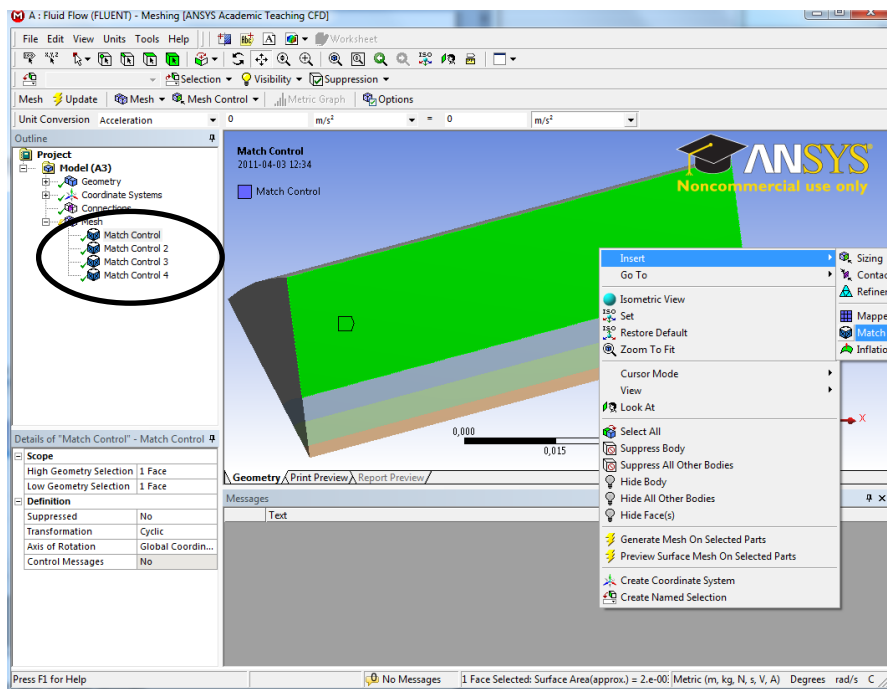 A : Fluid Flow (FLUENT) - Meshing [ANSYS Academic Teaching CFD]
File Edit View Units Tools Help Worksheet
Selection Visibility Suppression
Mesh Update Mesh Mesh Control Metric Graph Options
Unit Conversion Acceleration 0 m/s² = 0 m/s²
Outline
Project
Model (A3)
Geometry
Coordinate Systems
Connections
Mesh
Match Control
Match Control 2
Match Control 3
Match Control 4
Match Control
2011-04-03 12:34
Match Control
ANSYS
Noncommercial use only
0,000
0,015
X
Insert
Go To
Isometric View
ISO Set
Restore Default
Zoom To Fit
Cursor Mode
View
Look At
Select All
Suppress Body
Suppress All Other Bodies
Hide Body
Hide All Other Bodies
Hide Face(s)
Generate Mesh On Selected Parts
Preview Surface Mesh On Selected Parts
Create Coordinate System
Create Named Selection
Sizing
Contac
Refiner
Mappe
Match
Inflatio
Geometry Print Preview Report Preview
Details of "Match Control" - Match Control
Scope
High Geometry Selection 1 Face
Low Geometry Selection 1 Face
Definition
Suppressed No
Transformation Cyclic
Axis of Rotation Global Coordin...
Control Messages No
Messages
Text
Press F1 for Help No Messages 1 Face Selected: Surface Area(approx.) = 2.e-00 Metric (m, kg, N, s, V, A) Degrees rad/s C